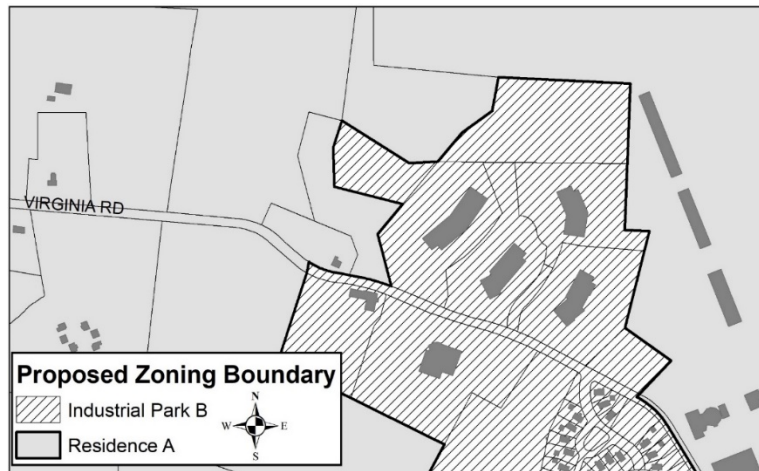 VIRGINIA RD
Proposed Zoning Boundary
Industrial Park B
Residence A
N
W E
S